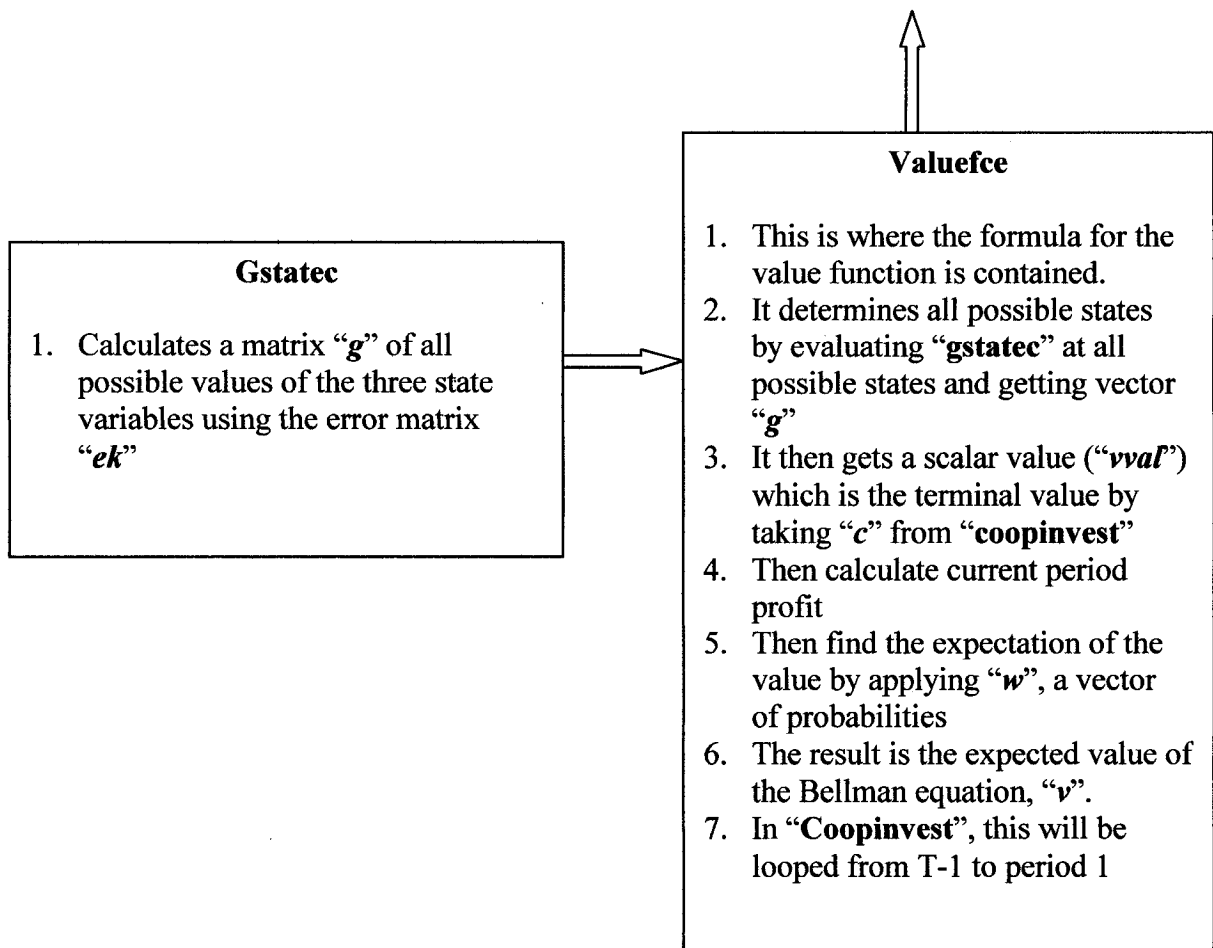 Gstatec
1. Calculates a matrix “g” of all
possible values of the three state
variables using the error matrix
“ek”
Valuefce
1. This is where the formula for the
value function is contained.
2. It determines all possible states
by evaluating “gstatec” at all
possible states and getting vector
“g”
3. It then gets a scalar value (“vval”)
which is the terminal value by
taking “c” from “coopinvest”
4. Then calculate current period
profit
5. Then find the expectation of the
value by applying “w”, a vector
of probabilities
6. The result is the expected value of
the Bellman equation, “v”.
7. In “Coopinvest”, this will be
looped from T-1 to period 1